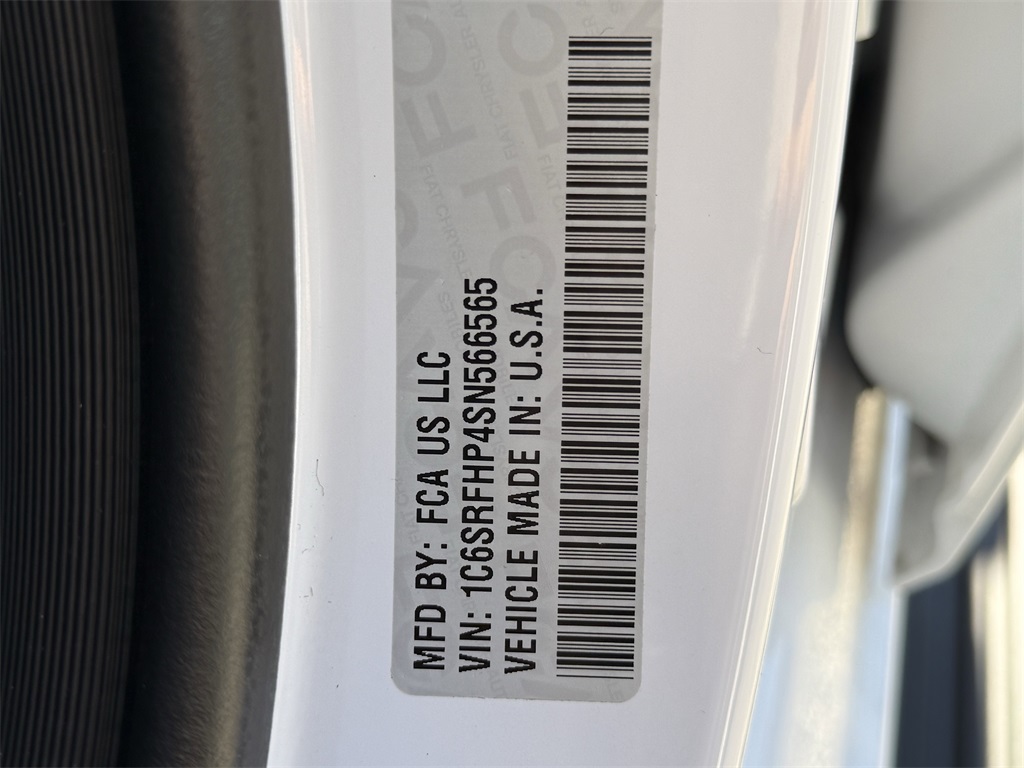 MFD BY: FCA US LLC
VIN: 1C6SRFHP4SN566565
VEHICLE MADE IN: U.S.A.